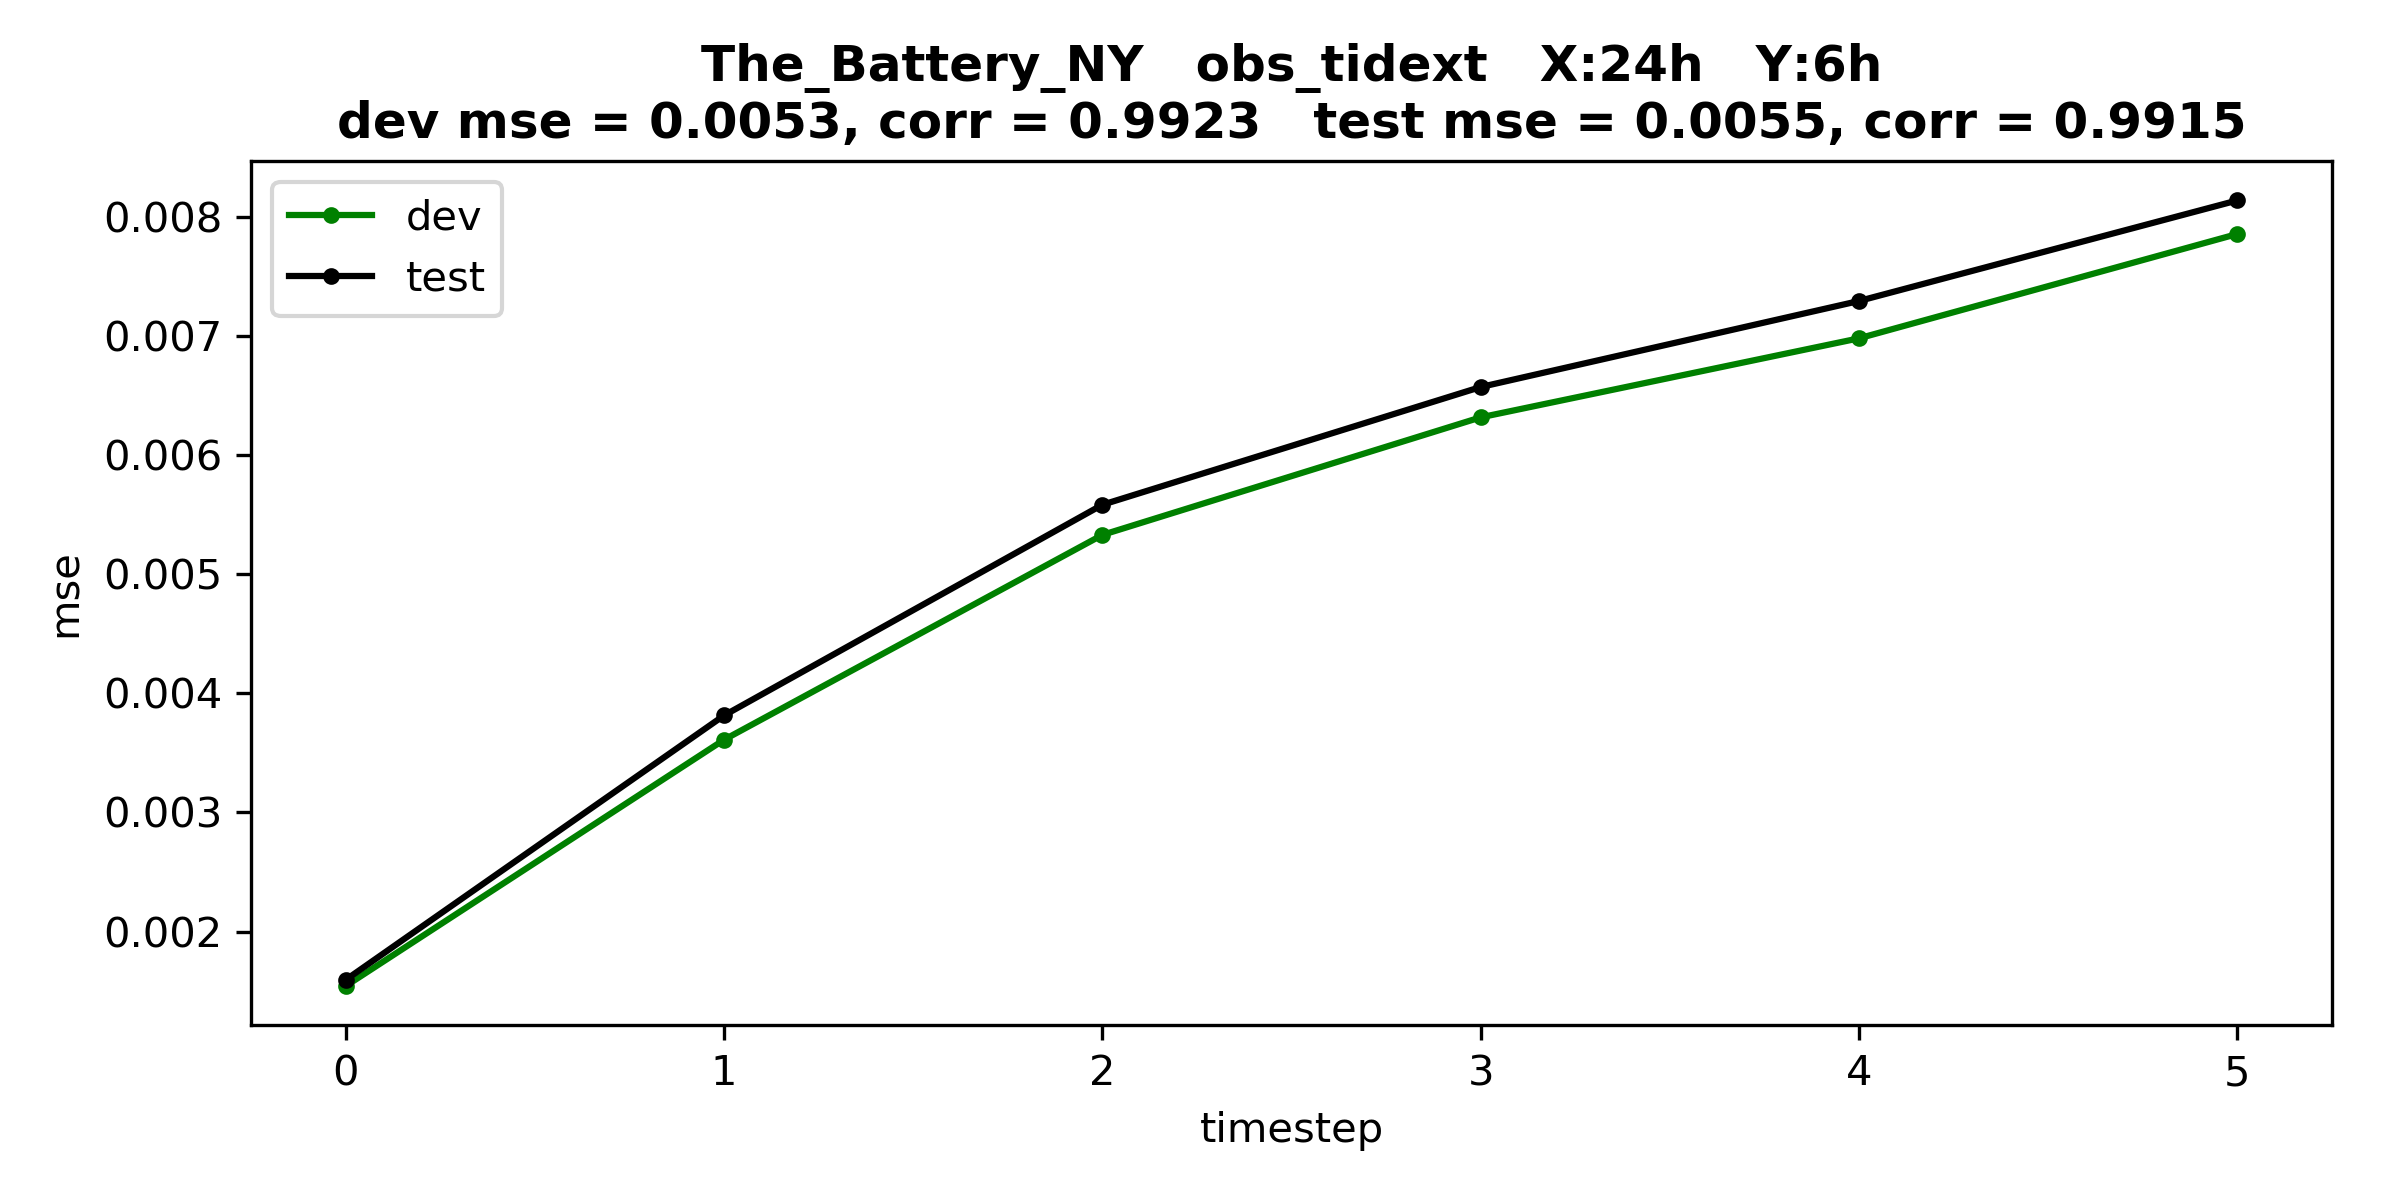 The_Battery_NY obs_tidext X:24h Y:6h
dev mse = 0.0053, corr = 0.9923 test mse = 0.0055, corr = 0.9915
dev
test
0.008
0.007
0.006
0.005
0.004
0.003
0.002
mse
0 1 2 3 4 5
timestep